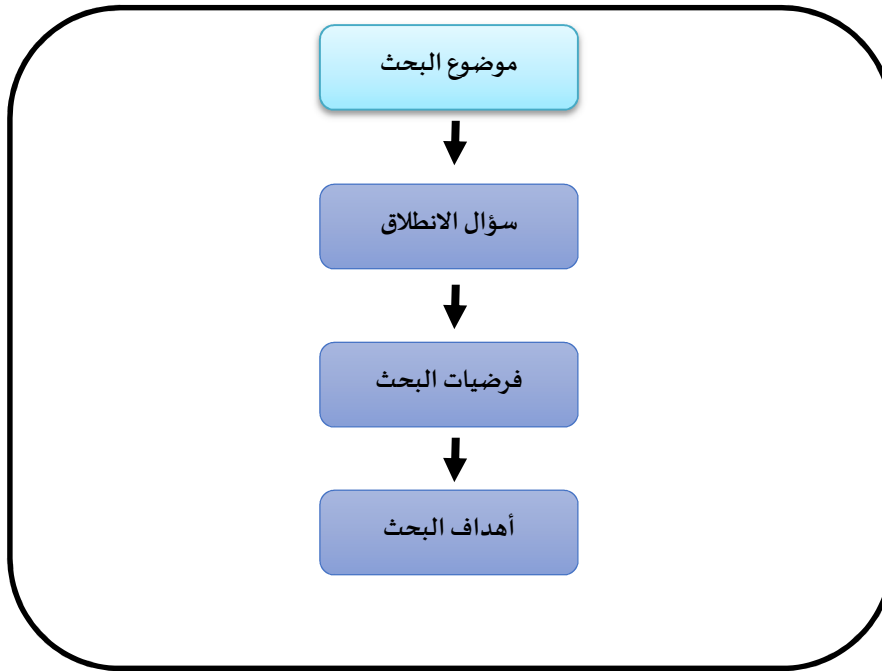 موضوع البحث
سؤال الانطلاق
فرضيات البحث
أهداف البحث